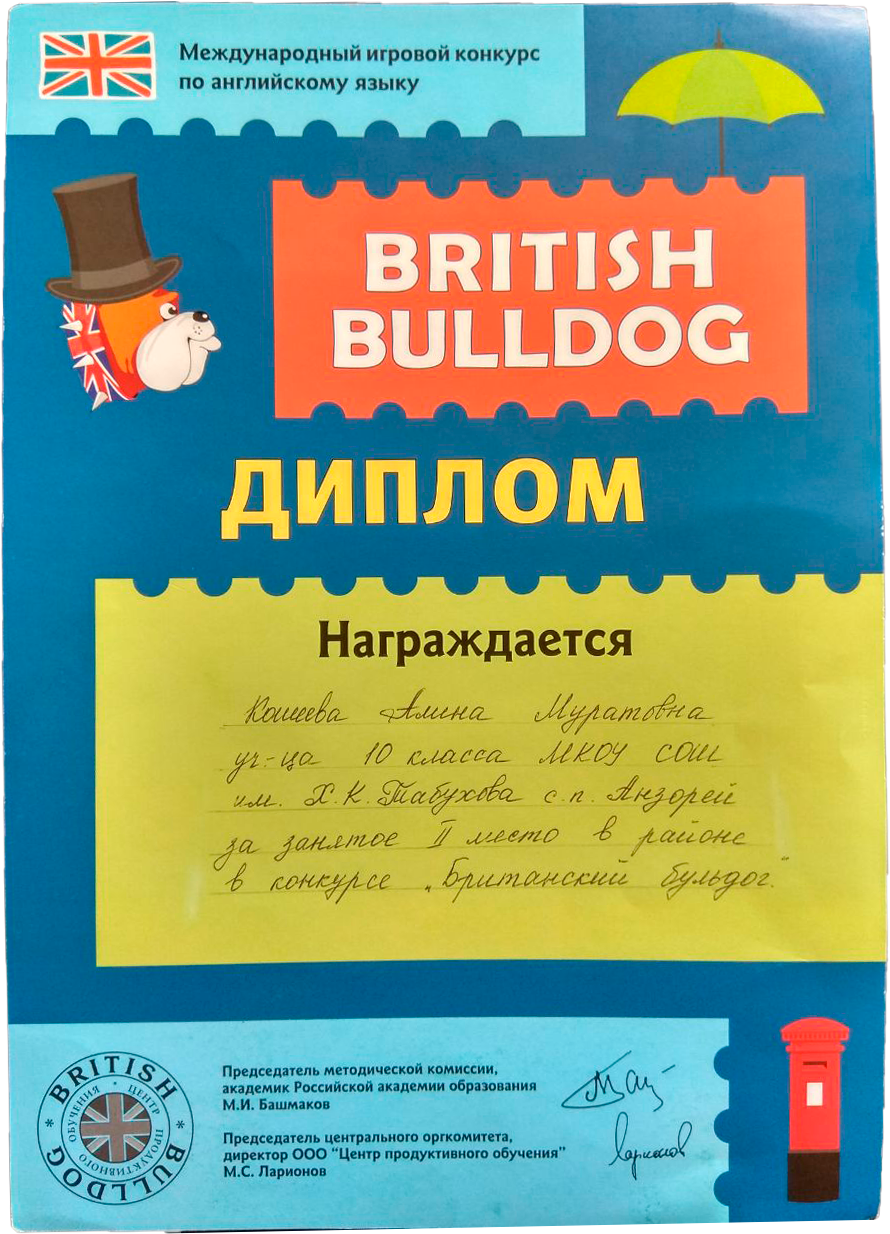 Международный игровой конкурс
по английскому языку
BRITISH
BULLDOG
ДИПЛОМ
Награждается
Кошеева Алина Муратовна
уч-ца 10 класса МКОУ СОШ
им. Х.К.Табухова с.п. Анзорей
за занятое II место в районе
в конкурсе „Британский бульдог."
Председатель методической комиссии,
академик Российской академии образования
М.И. Башмаков
Председатель центрального оргкомитета,
директор ООО "Центр продуктивного обучения"
М.С. Ларионов
Ларионов
BRITISH
BULLDOG
ЦЕНТР ПРОДУКТИВНОГО ОБУЧЕНИЯ